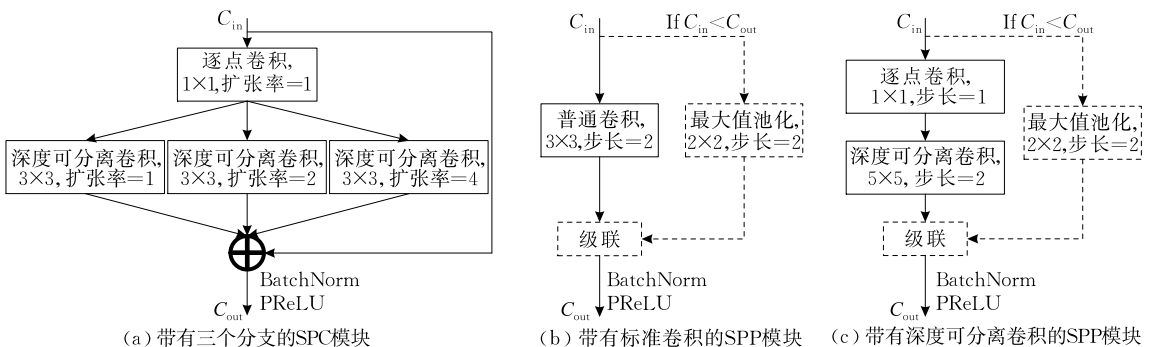 C_in
逐点卷积,
1×1,扩张率=1
深度可分离卷积,
3×3,扩张率=1
深度可分离卷积,
3×3,扩张率=2
深度可分离卷积,
3×3,扩张率=4
BatchNorm
PReLU
C_out
(a)带有三个分支的SPC模块
C_in
If C_in<C_out
普通卷积,
3×3,步长=2
最大值池化,
2×2,步长=2
级联
BatchNorm
PReLU
C_out
(b)带有标准卷积的SPP模块
C_in
If C_in<C_out
逐点卷积,
1×1,步长=1
最大值池化,
2×2,步长=2
深度可分离卷积,
5×5,步长=2
级联
BatchNorm
PReLU
C_out
(c)带有深度可分离卷积的SPP模块